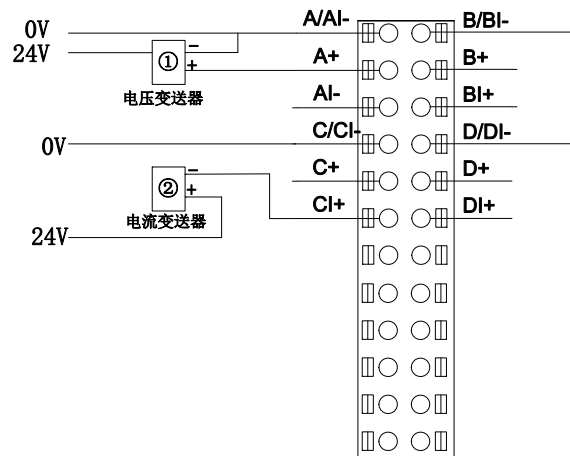 A/AI- B/BI-
0V
24V
① - +
A+ B+
电压变送器
AI- BI+
C/CI- D/DI-
0V
C+ D+
② - +
CI+ DI+
电流变送器
24V